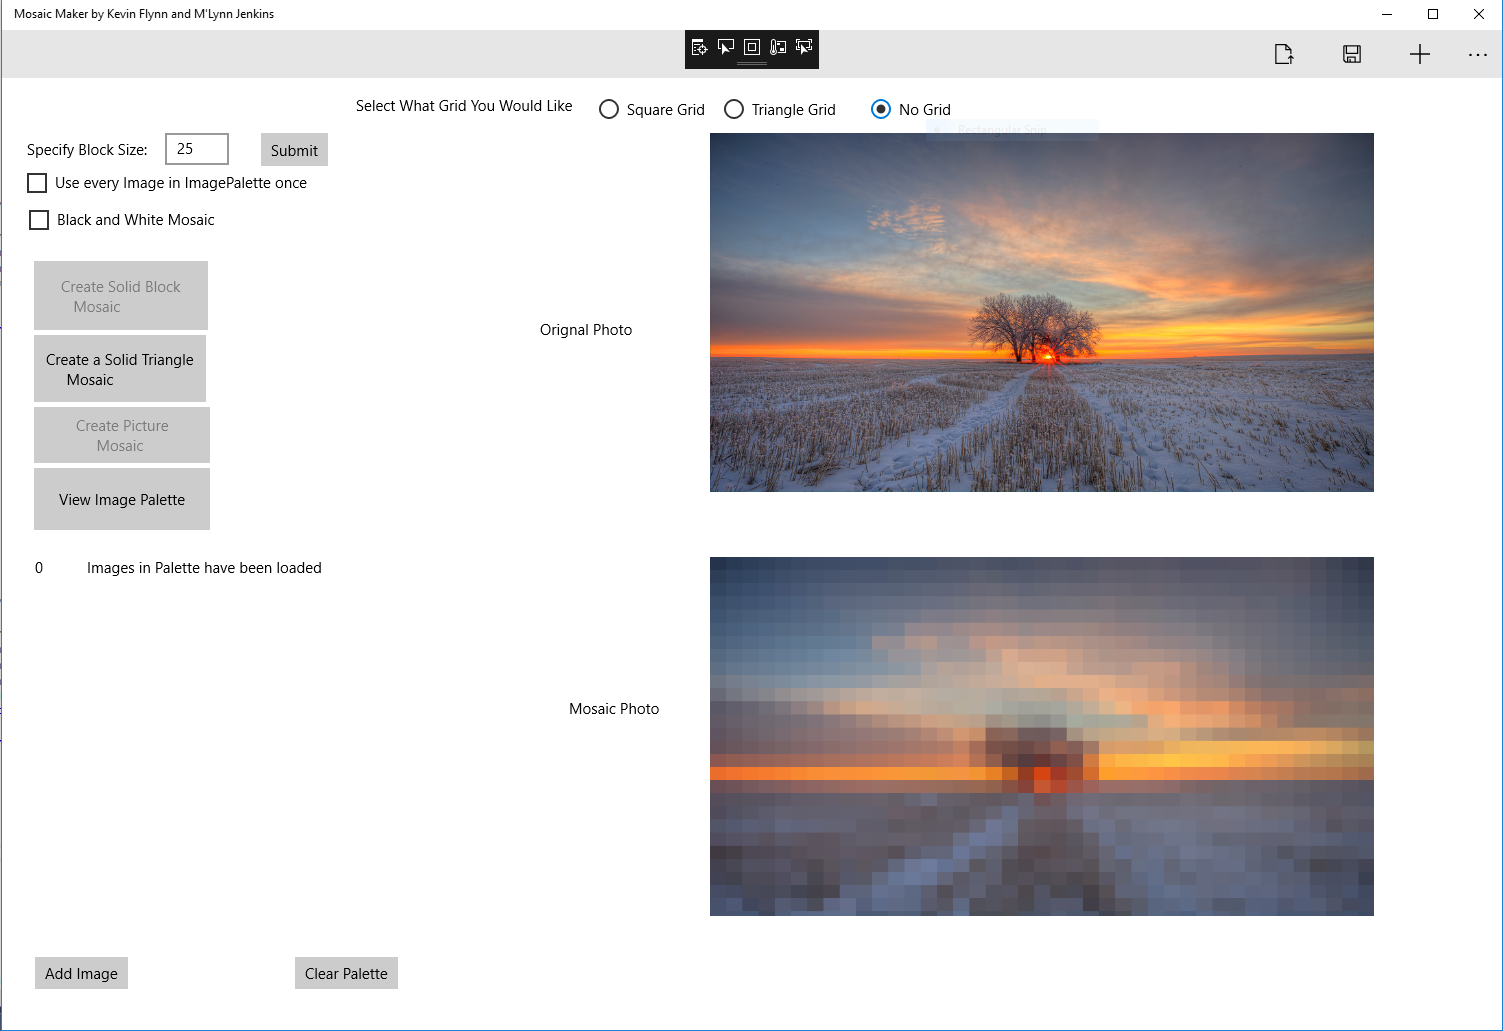 Mosaic Maker by Kevin Flynn and M'Lynn Jenkins
Select What Grid You Would Like
Square Grid
Triangle Grid
No Grid
Rectangular Snip
Specify Block Size:
25
Submit
Use every Image in ImagePalette once
Black and White Mosaic
Create Solid Block
Mosaic
Create a Solid Triangle
Mosaic
Create Picture
Mosaic
View Image Palette
Orignal Photo
0
Images in Palette have been loaded
Mosaic Photo
Add Image
Clear Palette